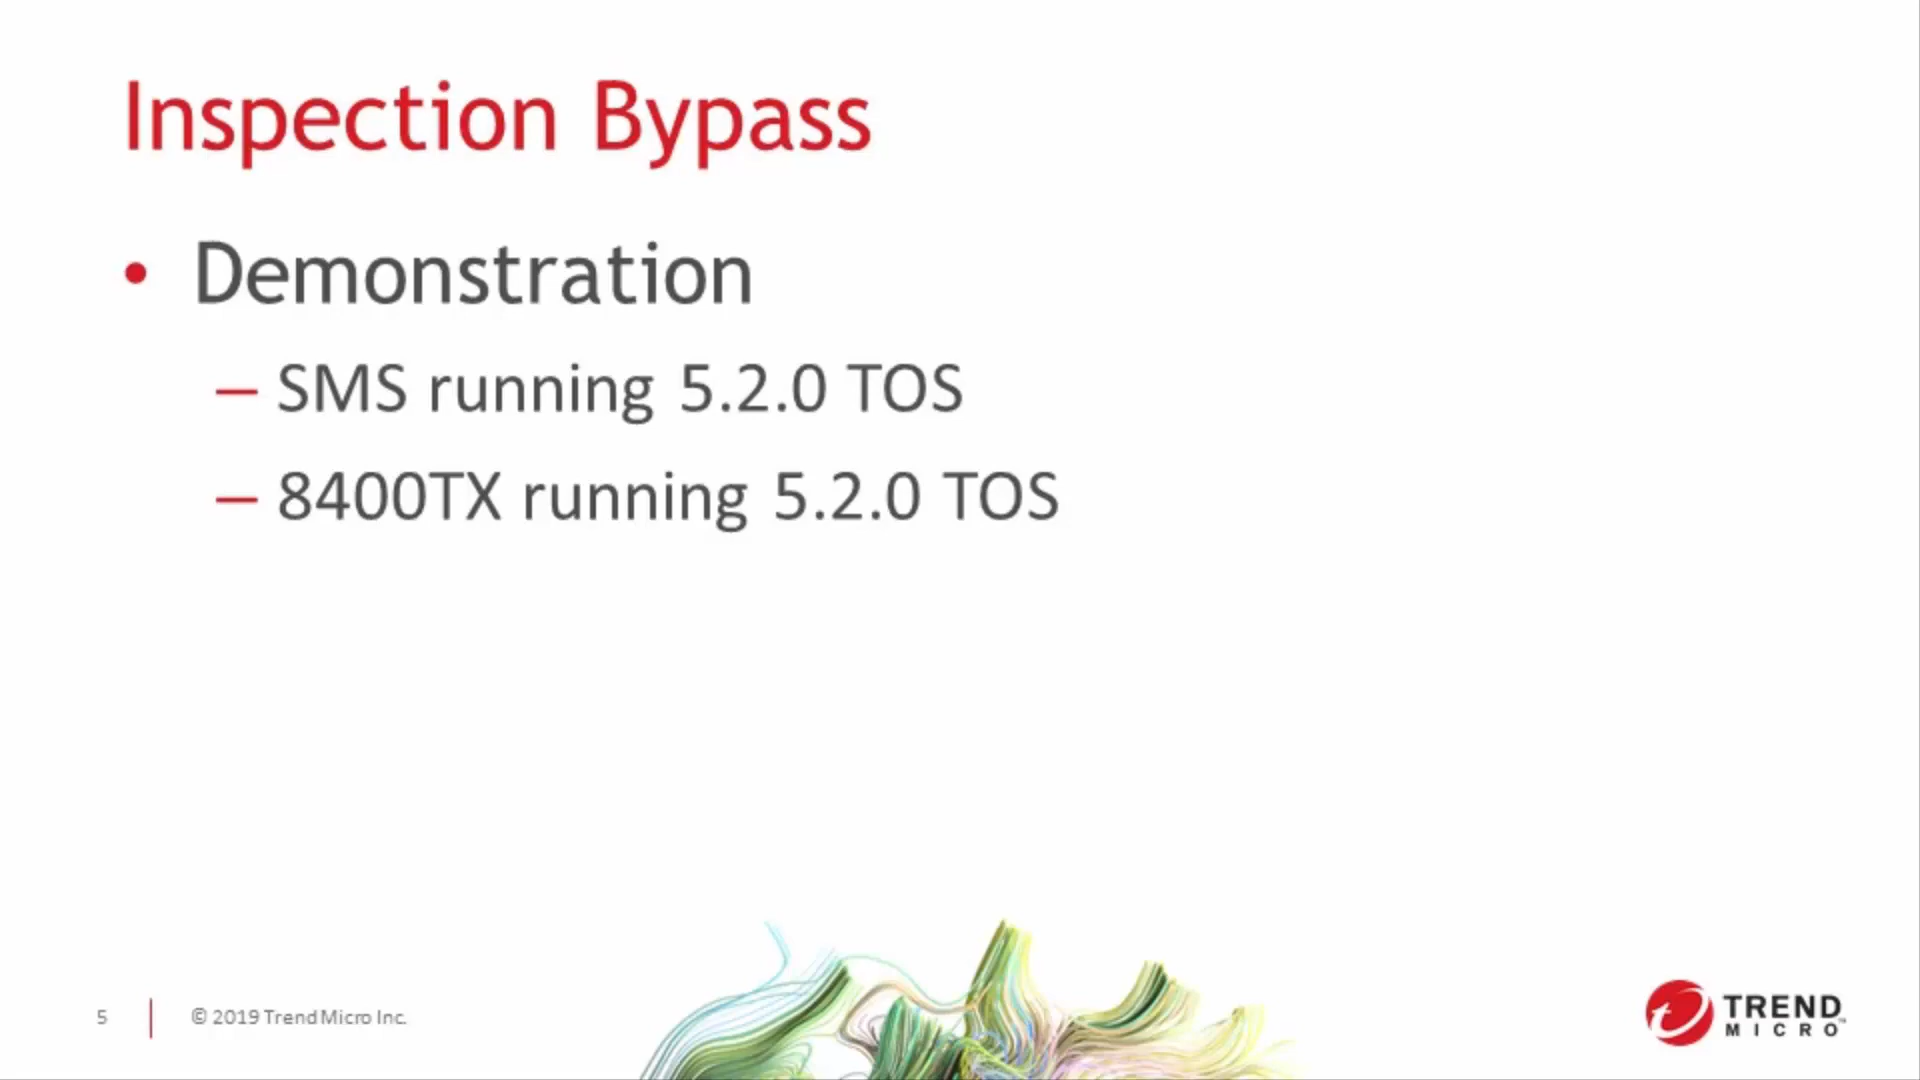 Inspection Bypass
• Demonstration
– SMS running 5.2.0 TOS
– 8400TX running 5.2.0 TOS
5
© 2019 Trend Micro Inc.
TREND
MICRO™